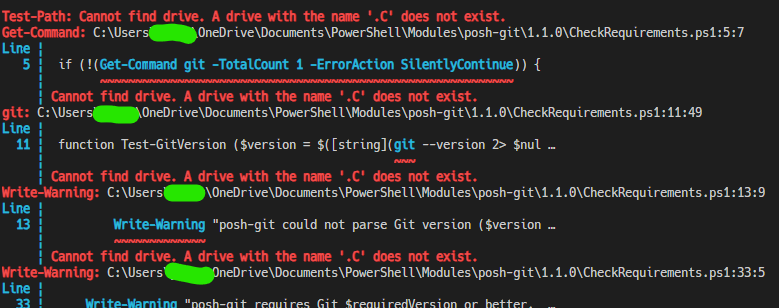 Test-Path: Cannot find drive. A drive with the name '.C' does not exist.
Get-Command: C:\Users\OneDrive\Documents\PowerShell\Modules\posh-git\1.1.0\CheckRequirements.ps1:5:7
Line |
5 | if (!(Get-Command git -TotalCount 1 -ErrorAction SilentlyContinue)) {
| ~~~~~~~~~~~~~~~~~~~~~~~~~~~~~~~~~~~~~~~~~~~~~~~~~~~~~~~~~~~
| Cannot find drive. A drive with the name '.C' does not exist.
git: C:\Users\OneDrive\Documents\PowerShell\Modules\posh-git\1.1.0\CheckRequirements.ps1:11:49
Line |
11 | function Test-GitVersion ($version = $([string](git --version 2> $nul …
| ~~~
| Cannot find drive. A drive with the name '.C' does not exist.
Write-Warning: C:\Users\OneDrive\Documents\PowerShell\Modules\posh-git\1.1.0\CheckRequirements.ps1:13:9
Line |
13 | Write-Warning "posh-git could not parse Git version ($version …
| ~~~~~~~~~~~~~
| Cannot find drive. A drive with the name '.C' does not exist.
Write-Warning: C:\Users\OneDrive\Documents\PowerShell\Modules\posh-git\1.1.0\CheckRequirements.ps1:33:5
Line |
33 | Write-Warning "posh-git requires Git $requiredVersion or better. …